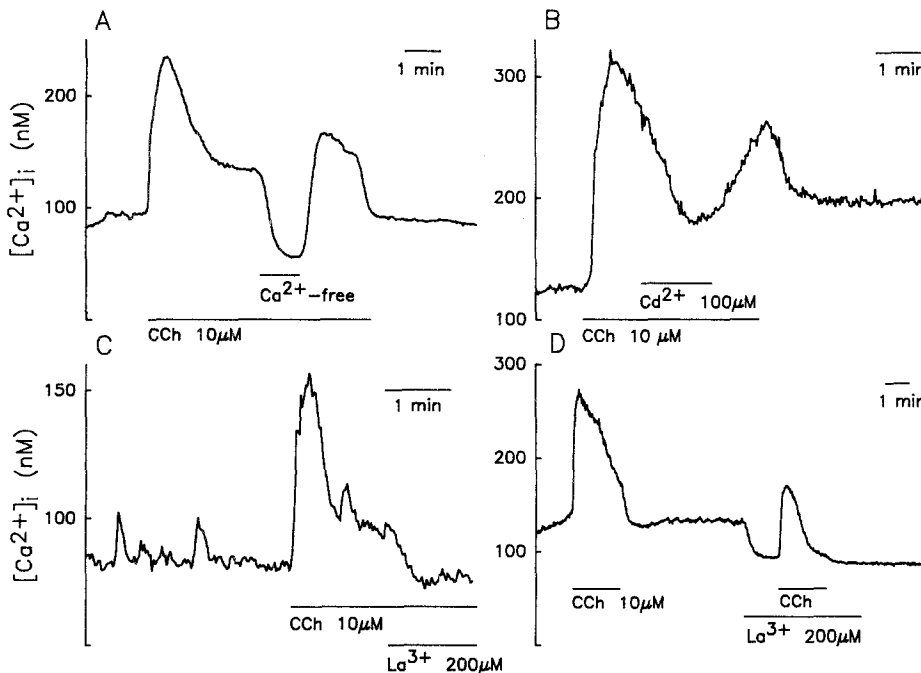 A
[Ca2+]i (nM)
200
100
1 min
Ca2+-free
CCh 10µM
B
300
200
100
1 min
Cd2+ 100µM
CCh 10 µM
C
[Ca2+]i (nM)
150
100
1 min
CCh 10µM
La3+ 200µM
D
300
200
100
1 min
CCh 10µM
CCh
La3+ 200µM